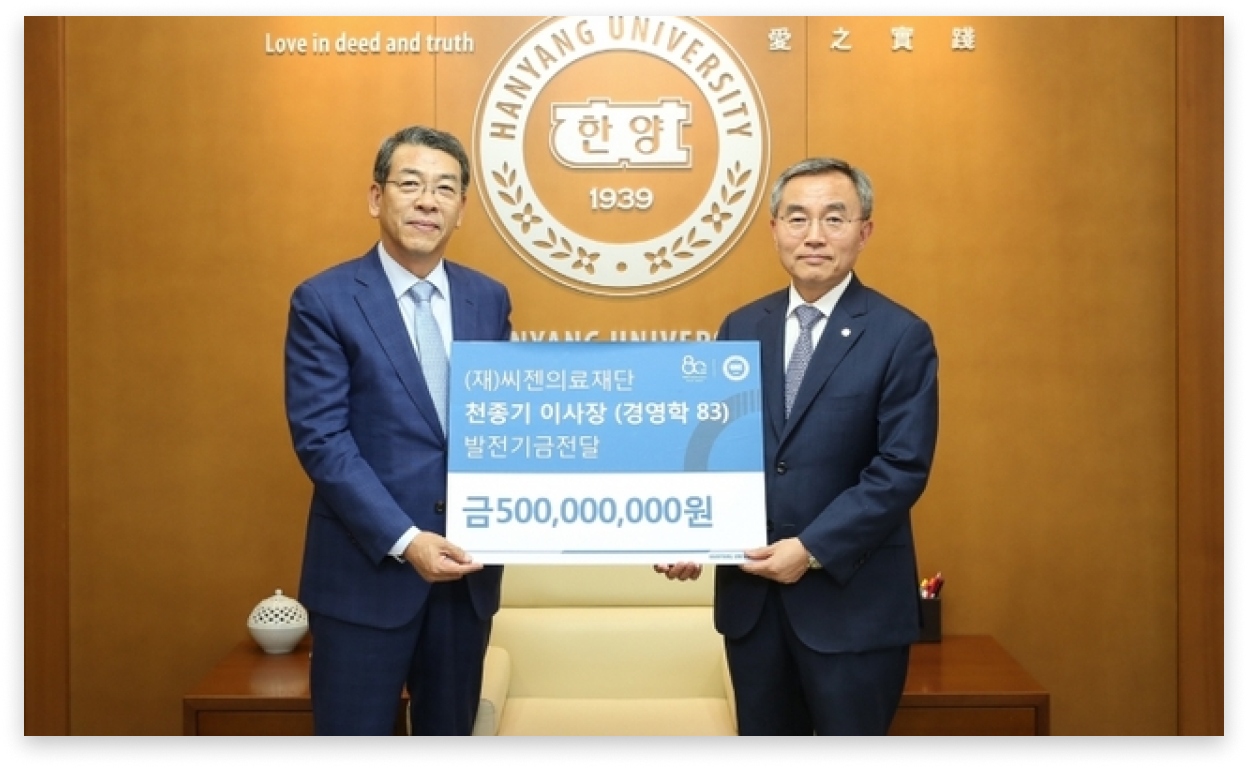 Love in deed and truth
愛之實踐
HANYANG UNIVERSITY
한양
1939
(재)씨젠의료재단
천종기 이사장 (경영학 83)
발전기금전달
금500,000,000원